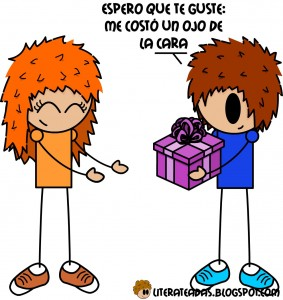 ESPERO QUE TE GUSTE:
ME COSTÓ UN OJO DE
LA CARA
LITERATEADAS.BLOGSPOT.COM